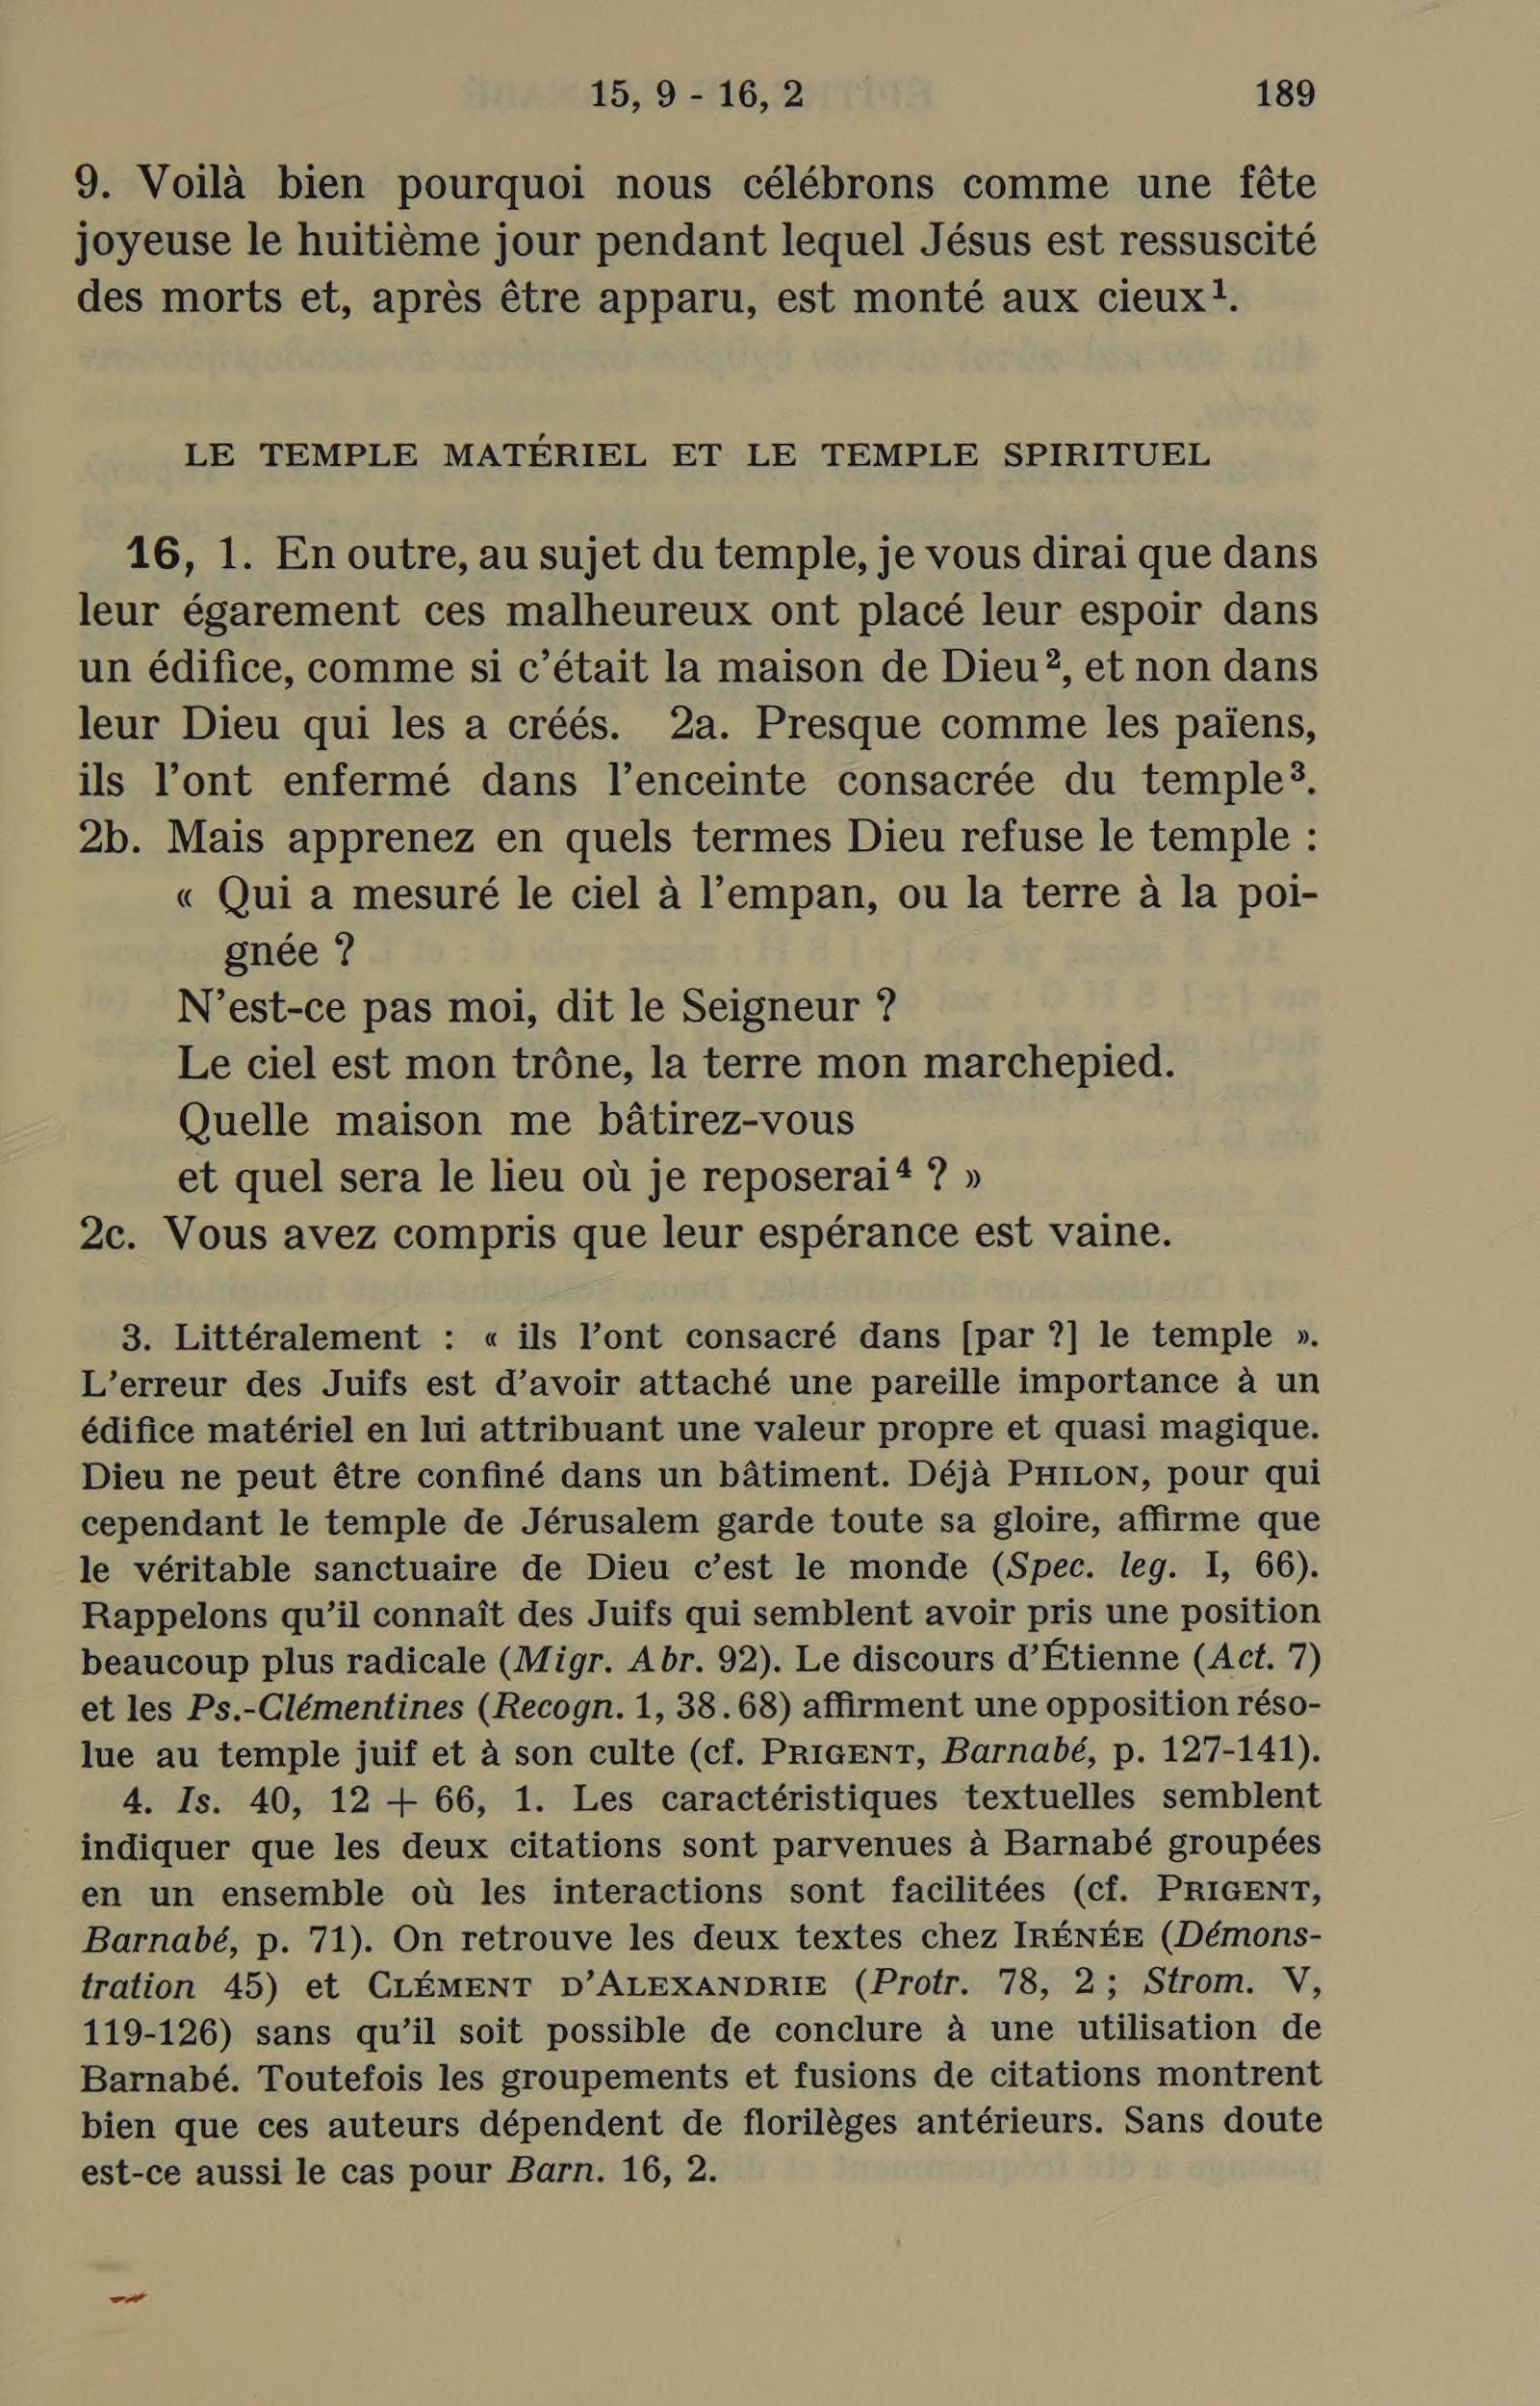 15, 9 - 16, 2 189
9. Voilà bien pourquoi nous célébrons comme une fête
joyeuse le huitième jour pendant lequel Jésus est ressuscité
des morts et, après être apparu, est monté aux cieux¹.
LE TEMPLE MATÉRIEL ET LE TEMPLE SPIRITUEL
16, 1. En outre, au sujet du temple, je vous dirai que dans
leur égarement ces malheureux ont placé leur espoir dans
un édifice, comme si c’était la maison de Dieu², et non dans
leur Dieu qui les a créés. 2a. Presque comme les païens,
ils l’ont enfermé dans l’enceinte consacrée du temple³.
2b. Mais apprenez en quels termes Dieu refuse le temple :
« Qui a mesuré le ciel à l’empan, ou la terre à la poi-
gnée ?
N’est-ce pas moi, dit le Seigneur ?
Le ciel est mon trône, la terre mon marchepied.
Quelle maison me bâtirez-vous
et quel sera le lieu où je reposerai⁴ ? »
2c. Vous avez compris que leur espérance est vaine.
3. Littéralement : « ils l’ont consacré dans [par ?] le temple ».
L’erreur des Juifs est d’avoir attaché une pareille importance à un
édifice matériel en lui attribuant une valeur propre et quasi magique.
Dieu ne peut être confiné dans un bâtiment. Déjà PHILON, pour qui
cependant le temple de Jérusalem garde toute sa gloire, affirme que
le véritable sanctuaire de Dieu c’est le monde (Spec. leg. I, 66).
Rappelons qu’il connaît des Juifs qui semblent avoir pris une position
beaucoup plus radicale (Migr. Abr. 92). Le discours d’Étienne (Act. 7)
et les Ps.-Clémentines (Recogn. 1, 38.68) affirment une opposition réso-
lue au temple juif et à son culte (cf. PRIGENT, Barnabé, p. 127-141).
4. Is. 40, 12 + 66, 1. Les caractéristiques textuelles semblent
indiquer que les deux citations sont parvenues à Barnabé groupées
en un ensemble où les interactions sont facilitées (cf. PRIGENT,
Barnabé, p. 71). On retrouve les deux textes chez IRÉNÉE (Démons-
tration 45) et CLÉMENT D’ALEXANDRIE (Protr. 78, 2 ; Strom. V,
119-126) sans qu’il soit possible de conclure à une utilisation de
Barnabé. Toutefois les groupements et fusions de citations montrent
bien que ces auteurs dépendent de florilèges antérieurs. Sans doute
est-ce aussi le cas pour Barn. 16, 2.